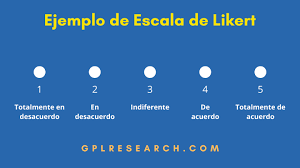 Ejemplo de Escala de Likert
1 2 3 4 5
Totalmente en En Indiferente De Totalmente de
desacuerdo desacuerdo acuerdo acuerdo
GPLRESEARCH.COM